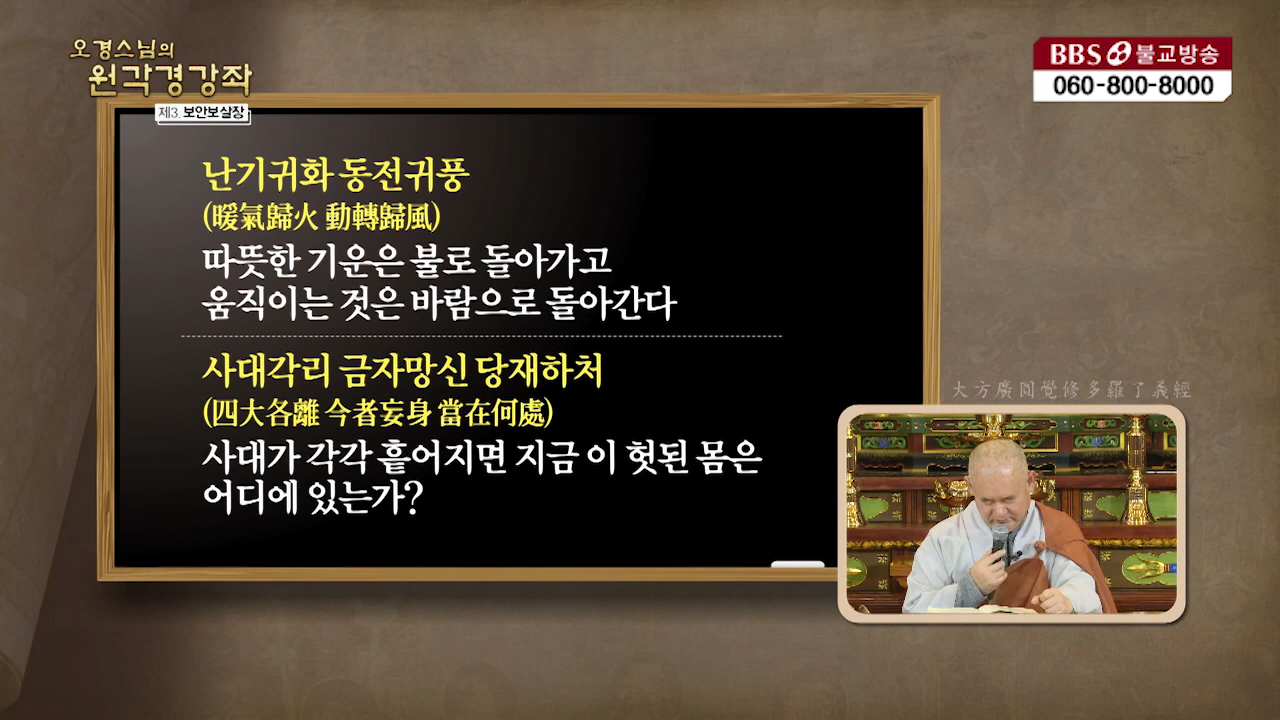 오경스님의
원각경강좌
제3. 보안보살장
BBS 불교방송
060-800-8000
난기귀화 동전귀풍
(暖氣歸火 動轉歸風)
따뜻한 기운은 불로 돌아가고
움직이는 것은 바람으로 돌아간다
사대각리 금자망신 당재하처
(四大各離 今者妄身 當在何處)
사대가 각각 흩어지면 지금 이 헛된 몸은
어디에 있는가?
大方廣圓覺修多羅了義經